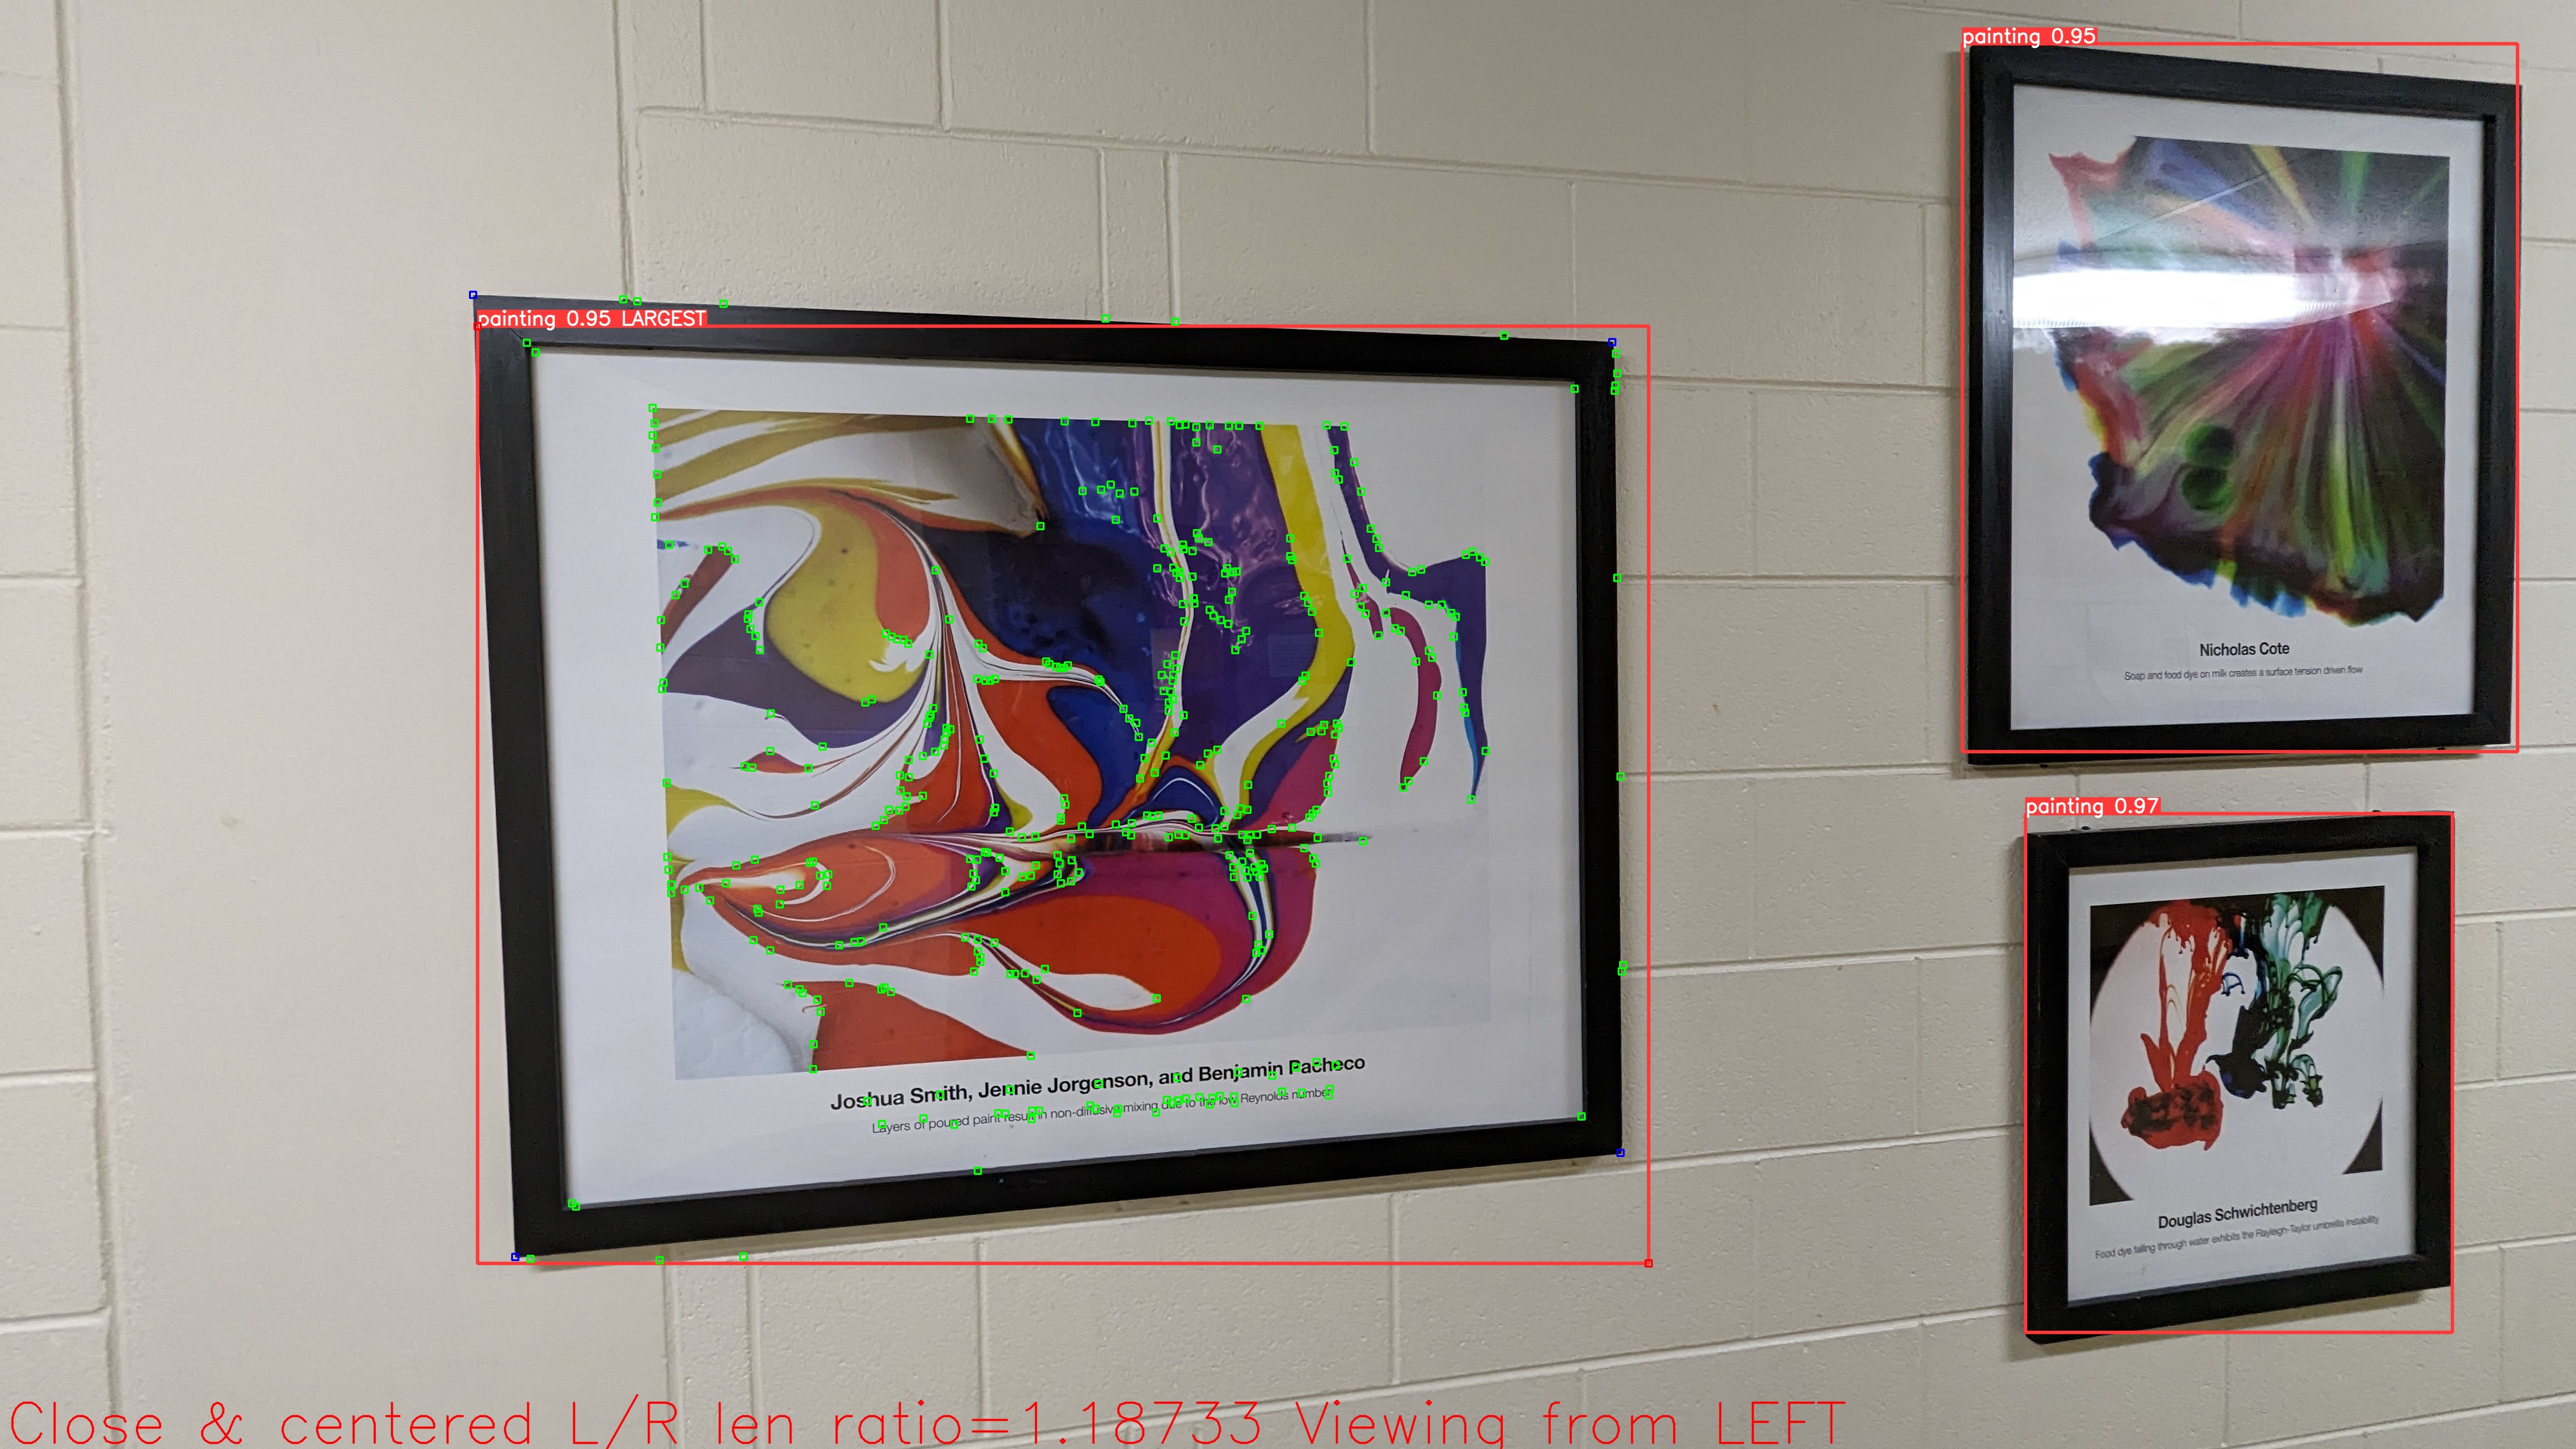 painting 0.95
painting 0.95 LARGEST
Nicholas Cote
Soap and food dye on milk creates a surface tension driven flow
painting 0.97
Joshua Smith, Jennie Jorgenson, and Benjamin Pacheco
Layers of poured paint result in non-diffusive mixing due to the low Reynolds number
Douglas Schwichtenberg
Food dye falling through water exhibits the Rayleigh-Taylor umbrella instability
Close & centered L/R len ratio=1.18733 Viewing from LEFT